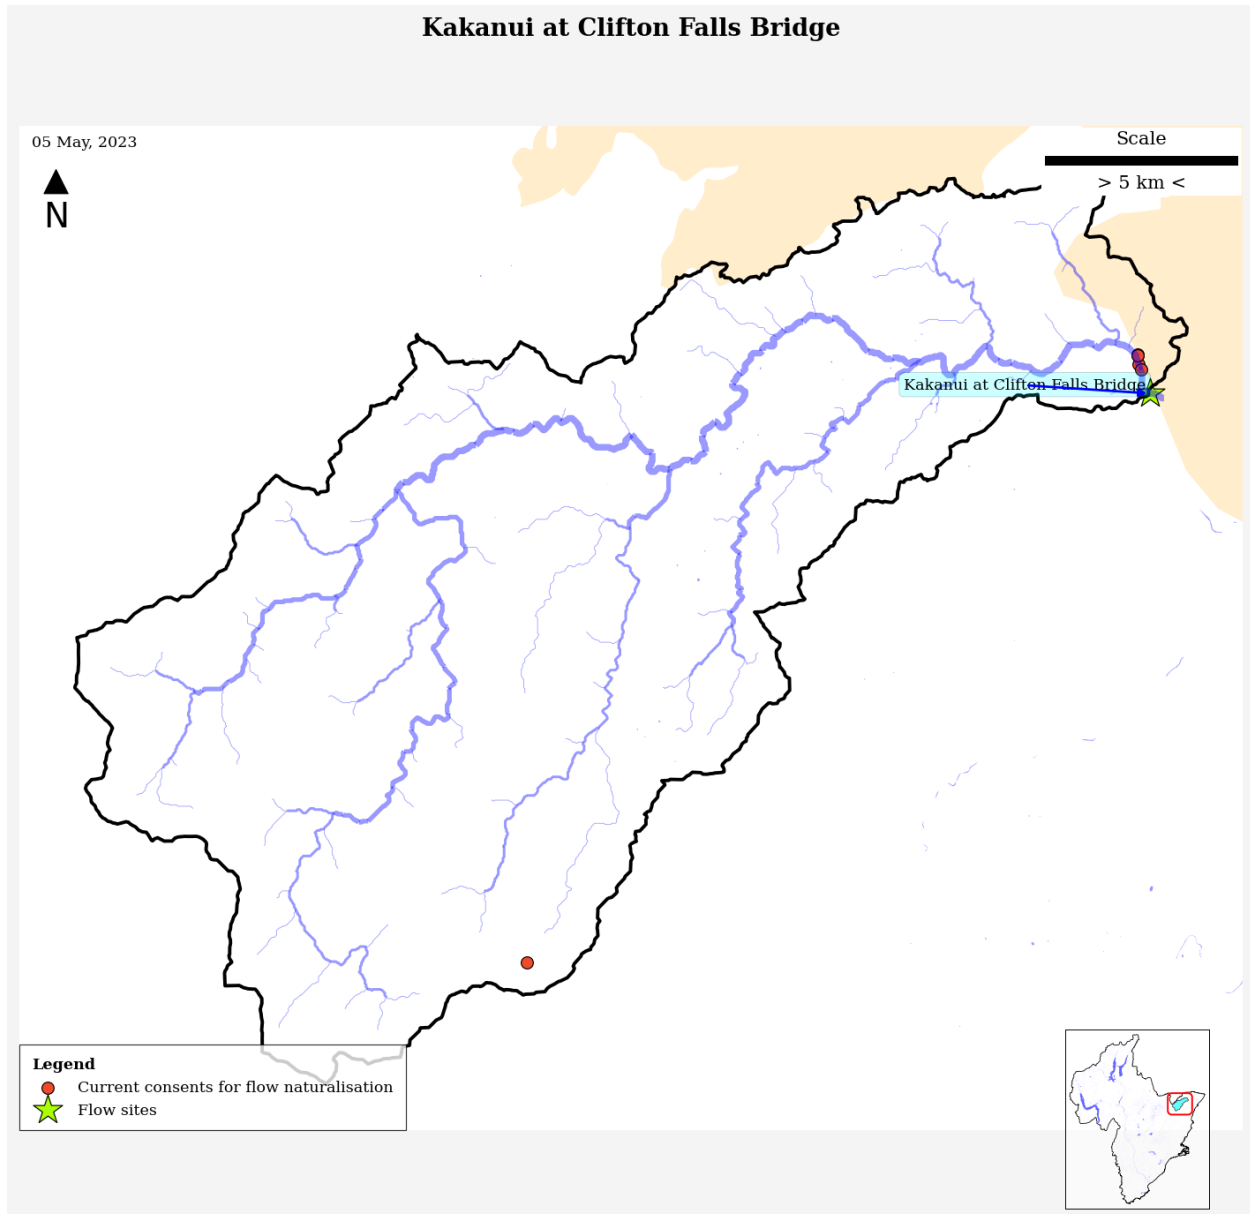 Kakanui at Clifton Falls Bridge
05 May, 2023
Scale
> 5 km <
N
Kakanui at Clifton Falls Bridge
Legend
Current consents for flow naturalisation
Flow sites